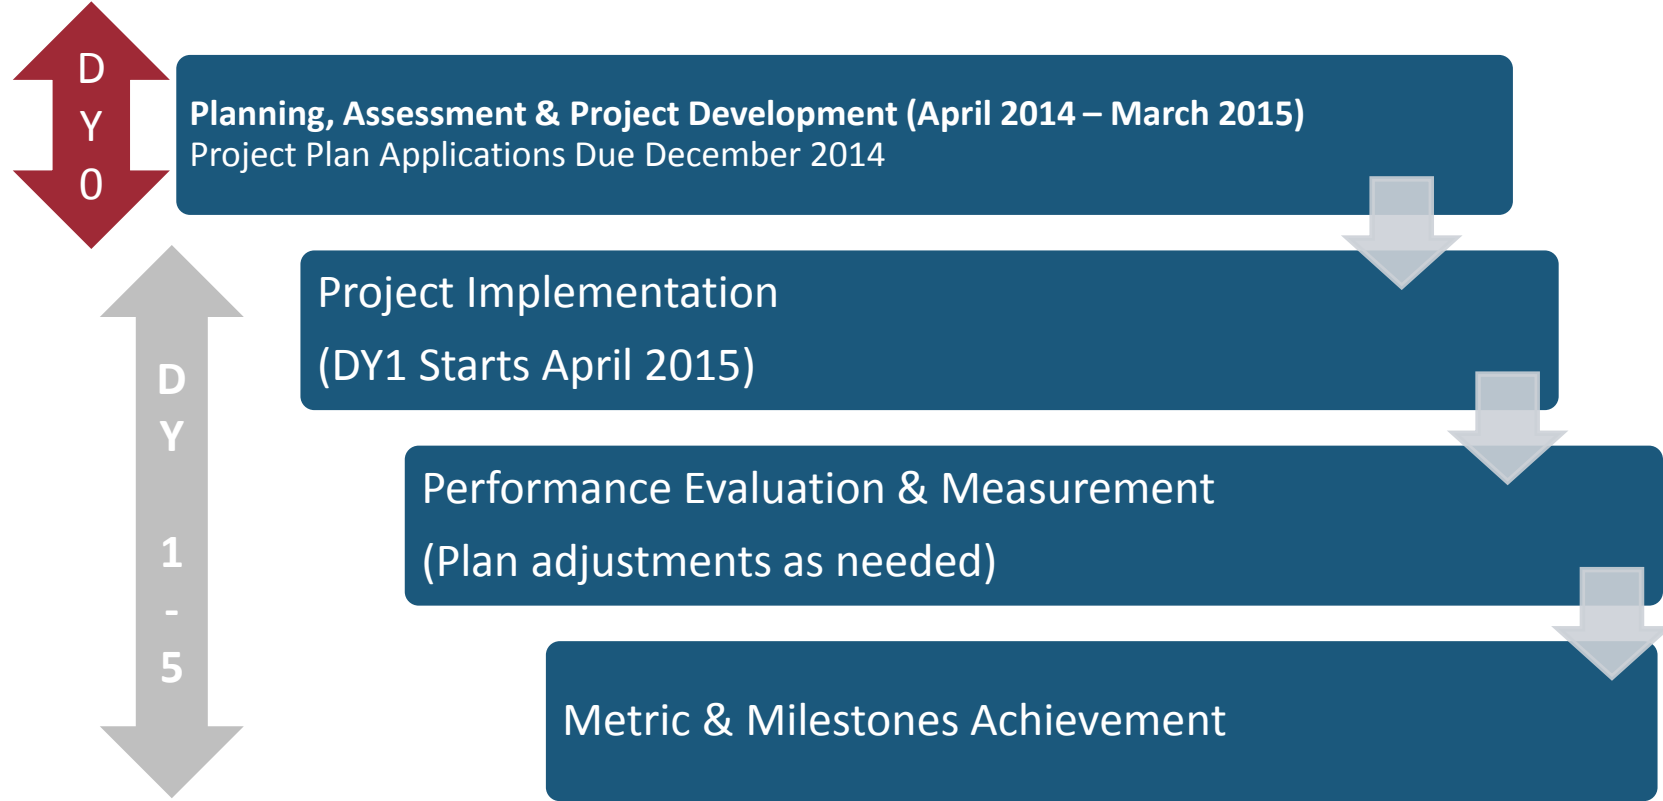 D
Y
0
Planning, Assessment & Project Development (April 2014 – March 2015)
Project Plan Applications Due December 2014
Project Implementation
(DY1 Starts April 2015)
D
Y
1
-
5
Performance Evaluation & Measurement
(Plan adjustments as needed)
Metric & Milestones Achievement